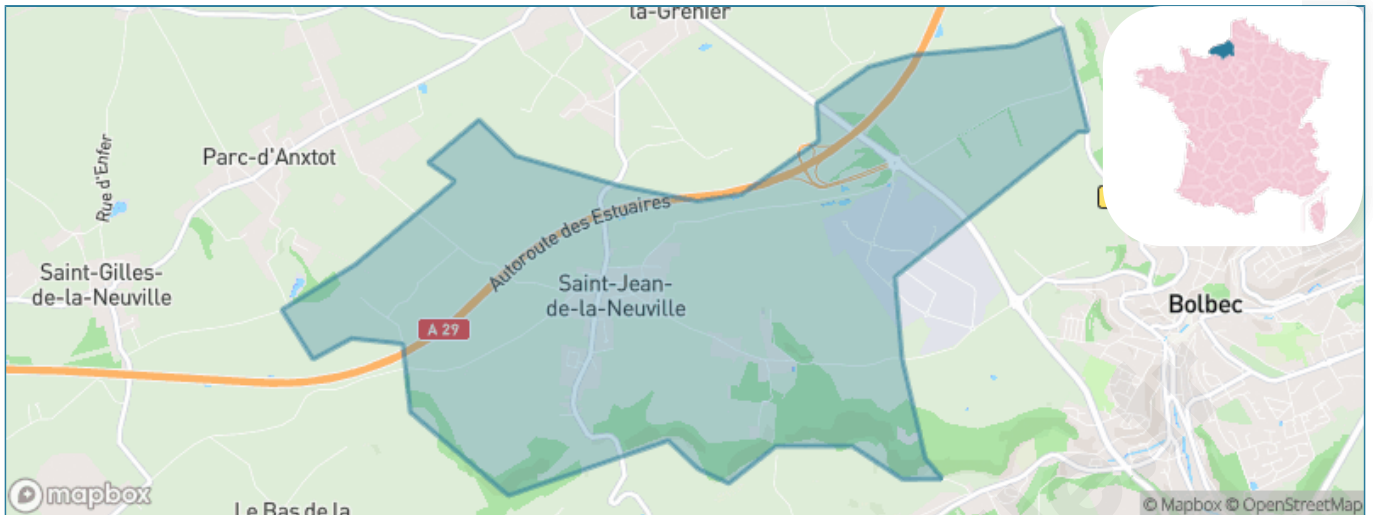 la-Grenier
Parc-d'Anxtot
Rue d'Enfer
Autoroute des Estuaires
Saint-Gilles-
de-la-Neuville
Saint-Jean-
de-la-Neuville
Bolbec
A 29
mapbox
Le Bas de la
© Mapbox © OpenStreetMap